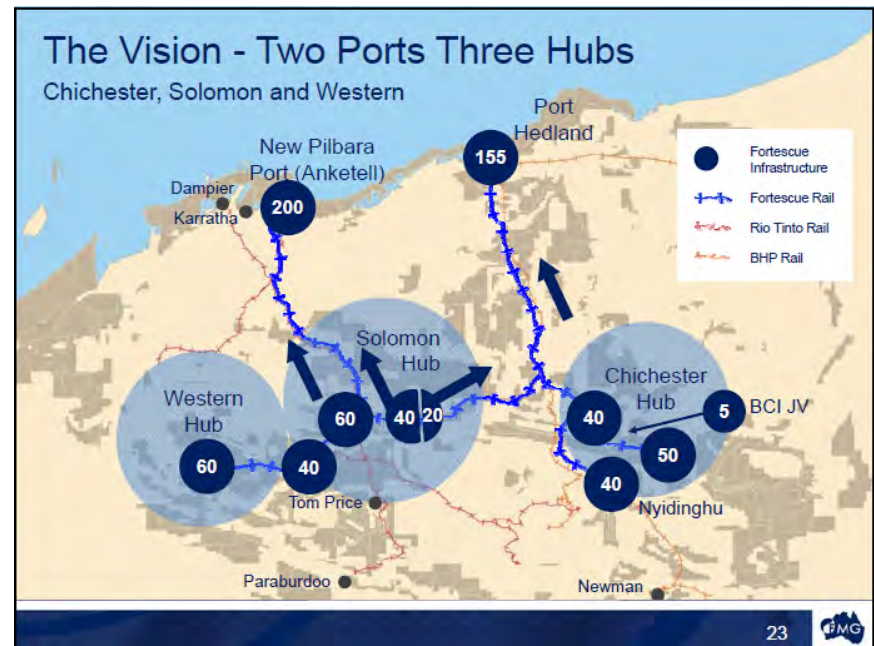 The Vision - Two Ports Three Hubs
Chichester, Solomon and Western
Port
Hedland
155
New Pilbara
Port (Anketell)
200
Dampier
Karratha
Fortescue
Infrastructure
Fortescue Rail
Rio Tinto Rail
BHP Rail
Solomon
Hub
Western
Hub
Chichester
Hub
60
40
20
40
5
BCI JV
60
40
50
40
Tom Price
Nyidinghu
Paraburdoo
Newman
23
FMG